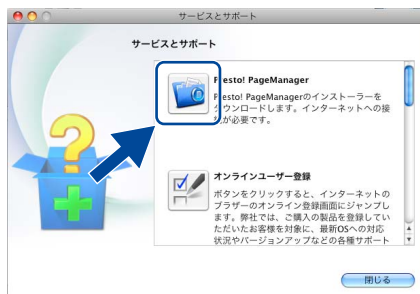 サービスとサポート
サービスとサポート
Presto! PageManager
Presto! PageManagerのインストーラーを
ダウンロードします。インターネットへの接
続が必要です。
オンラインユーザー登録
ボタンをクリックすると、インターネットの
ブラザーのオンライン登録画面にジャンプし
ます。弊社では、ご購入の製品を登録してい
ただいたお客様を対象に、最新OSへの対応
状況やバージョンアップなどの各種サポート
閉じる